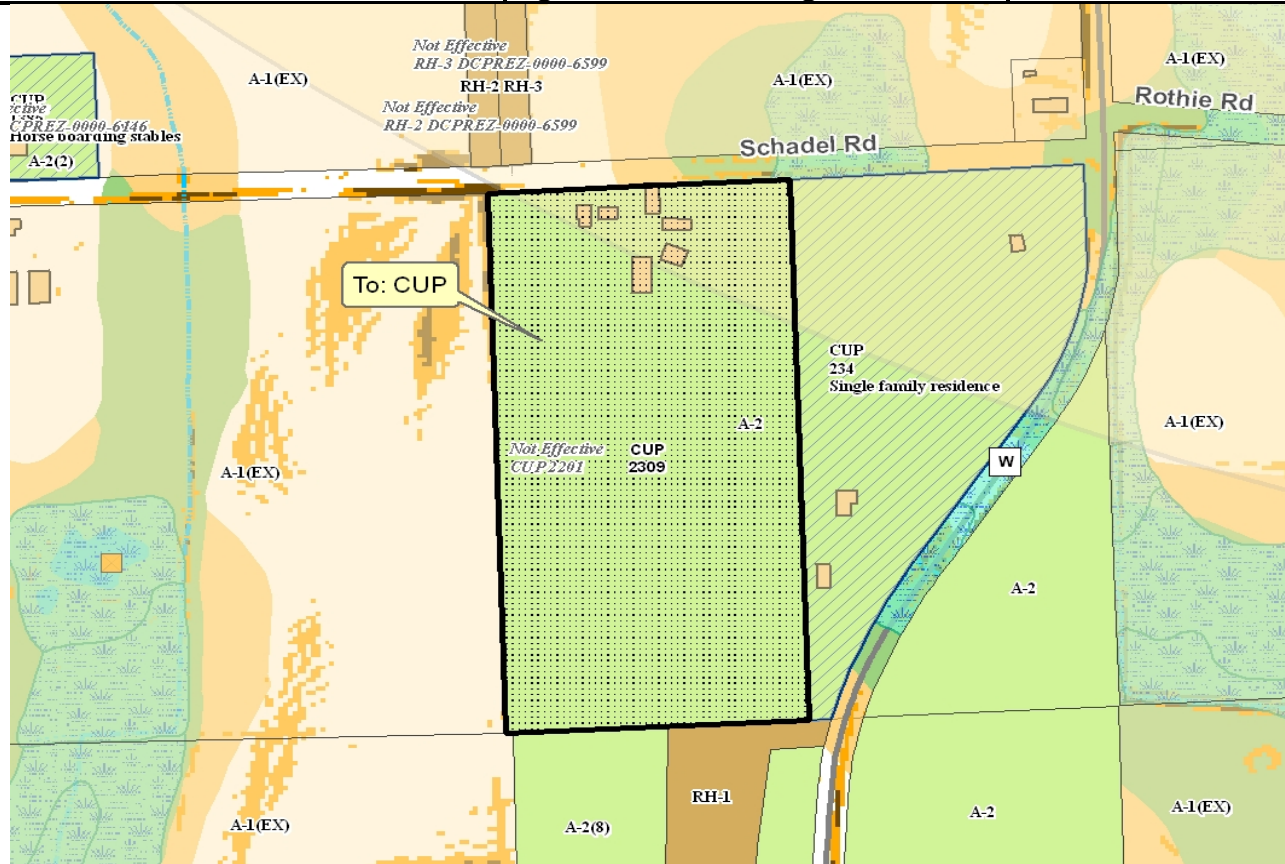 Not Effective
RH-3 DCPREZ-0000-6599
A-1(EX)
RH-2 RH-3
A-1(EX)
A-1(EX)
Rothie Rd
Not Effective
RH-2 DCPREZ-0000-6599
CUP
CPREZ-0000-6146
Horse boarding stables
A-2(2)
Schadel Rd
To: CUP
CUP
234
Single family residence
A-2
A-1(EX)
Not Effective
CUP 2201
CUP
2309
A-1(EX)
W
A-2
RH-1
A-2
A-1(EX)
A-1(EX)
A-2(8)